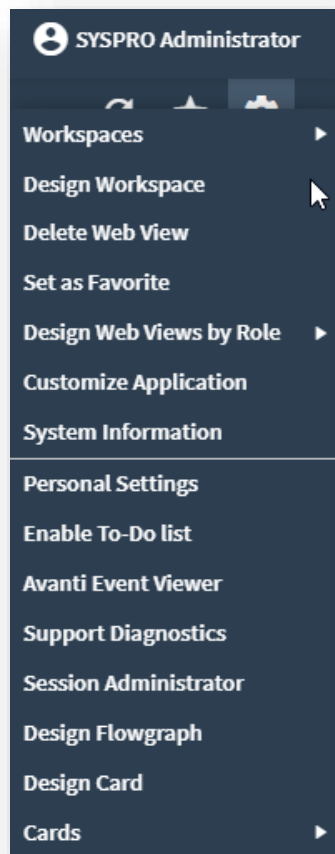 SYSPRO Administrator
Workspaces
Design Workspace
Delete Web View
Set as Favorite
Design Web Views by Role
Customize Application
System Information
Personal Settings
Enable To-Do list
Avanti Event Viewer
Support Diagnostics
Session Administrator
Design Flowgraph
Design Card
Cards